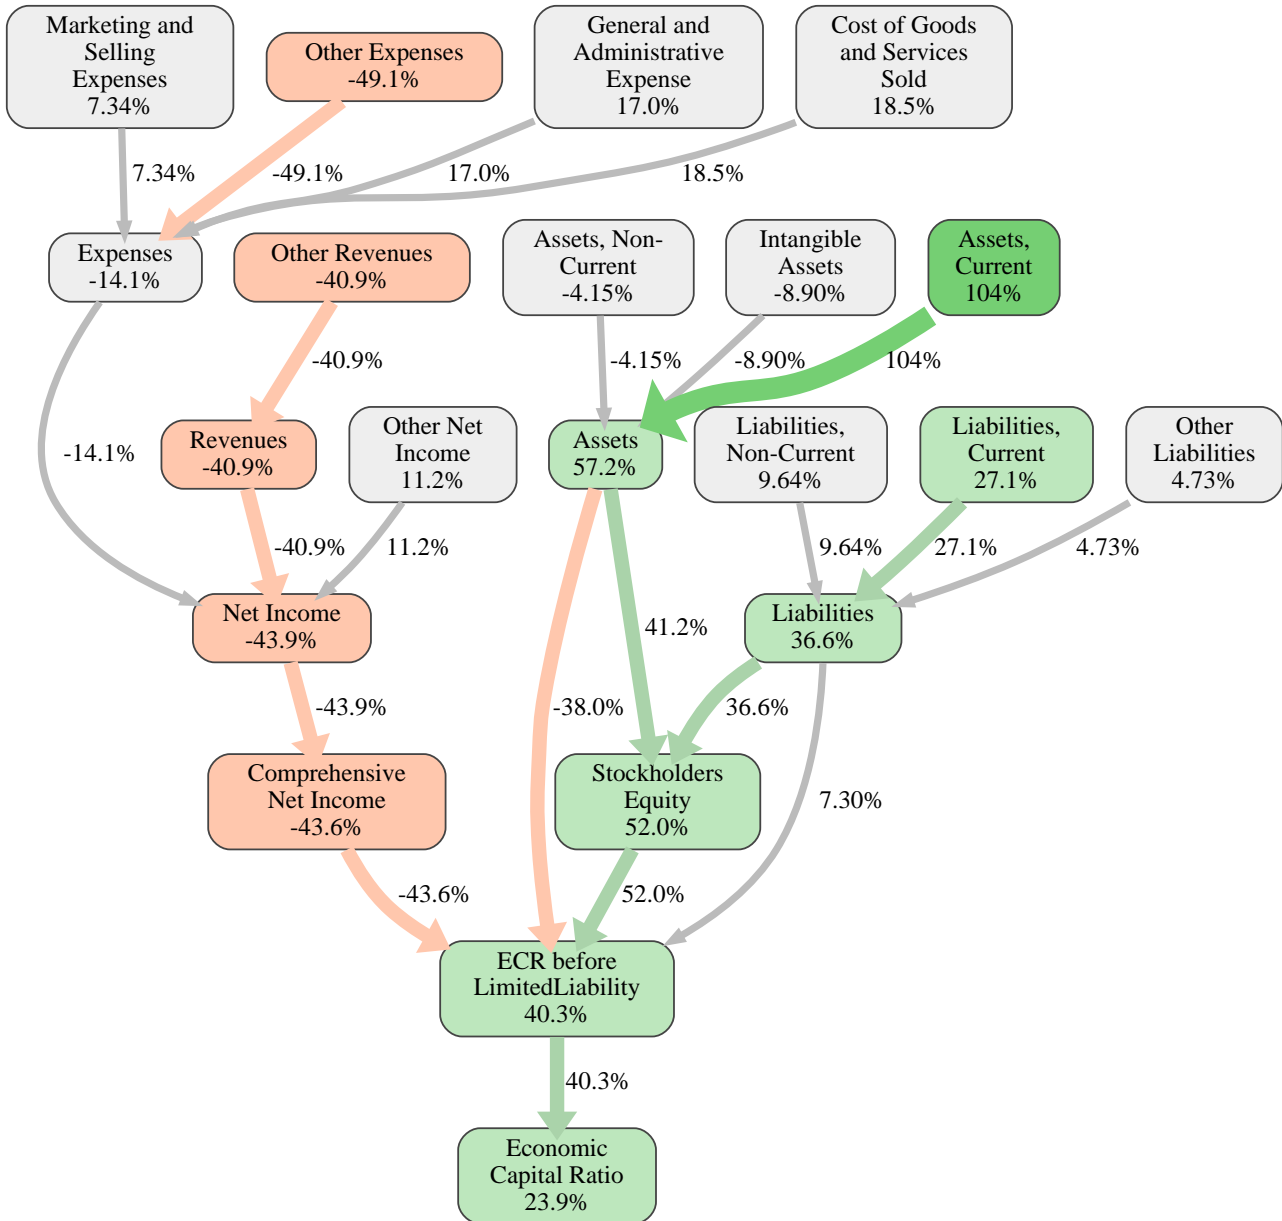 Marketing and
Selling
Expenses
7.34%
Other Expenses
-49.1%
General and
Administrative
Expense
17.0%
Cost of Goods
and Services
Sold
18.5%
7.34%
-49.1%
17.0%
18.5%
Expenses
-14.1%
Other Revenues
-40.9%
Assets, Non-
Current
-4.15%
Intangible
Assets
-8.90%
Assets,
Current
104%
-40.9%
-4.15%
-8.90%
104%
-14.1%
Revenues
-40.9%
Other Net
Income
11.2%
Assets
57.2%
Liabilities,
Non-Current
9.64%
Liabilities,
Current
27.1%
Other
Liabilities
4.73%
-40.9%
11.2%
9.64%
27.1%
4.73%
Net Income
-43.9%
41.2%
Liabilities
36.6%
-43.9%
-38.0%
36.6%
Comprehensive
Net Income
-43.6%
Stockholders
Equity
52.0%
7.30%
-43.6%
52.0%
ECR before
LimitedLiability
40.3%
40.3%
Economic
Capital Ratio
23.9%